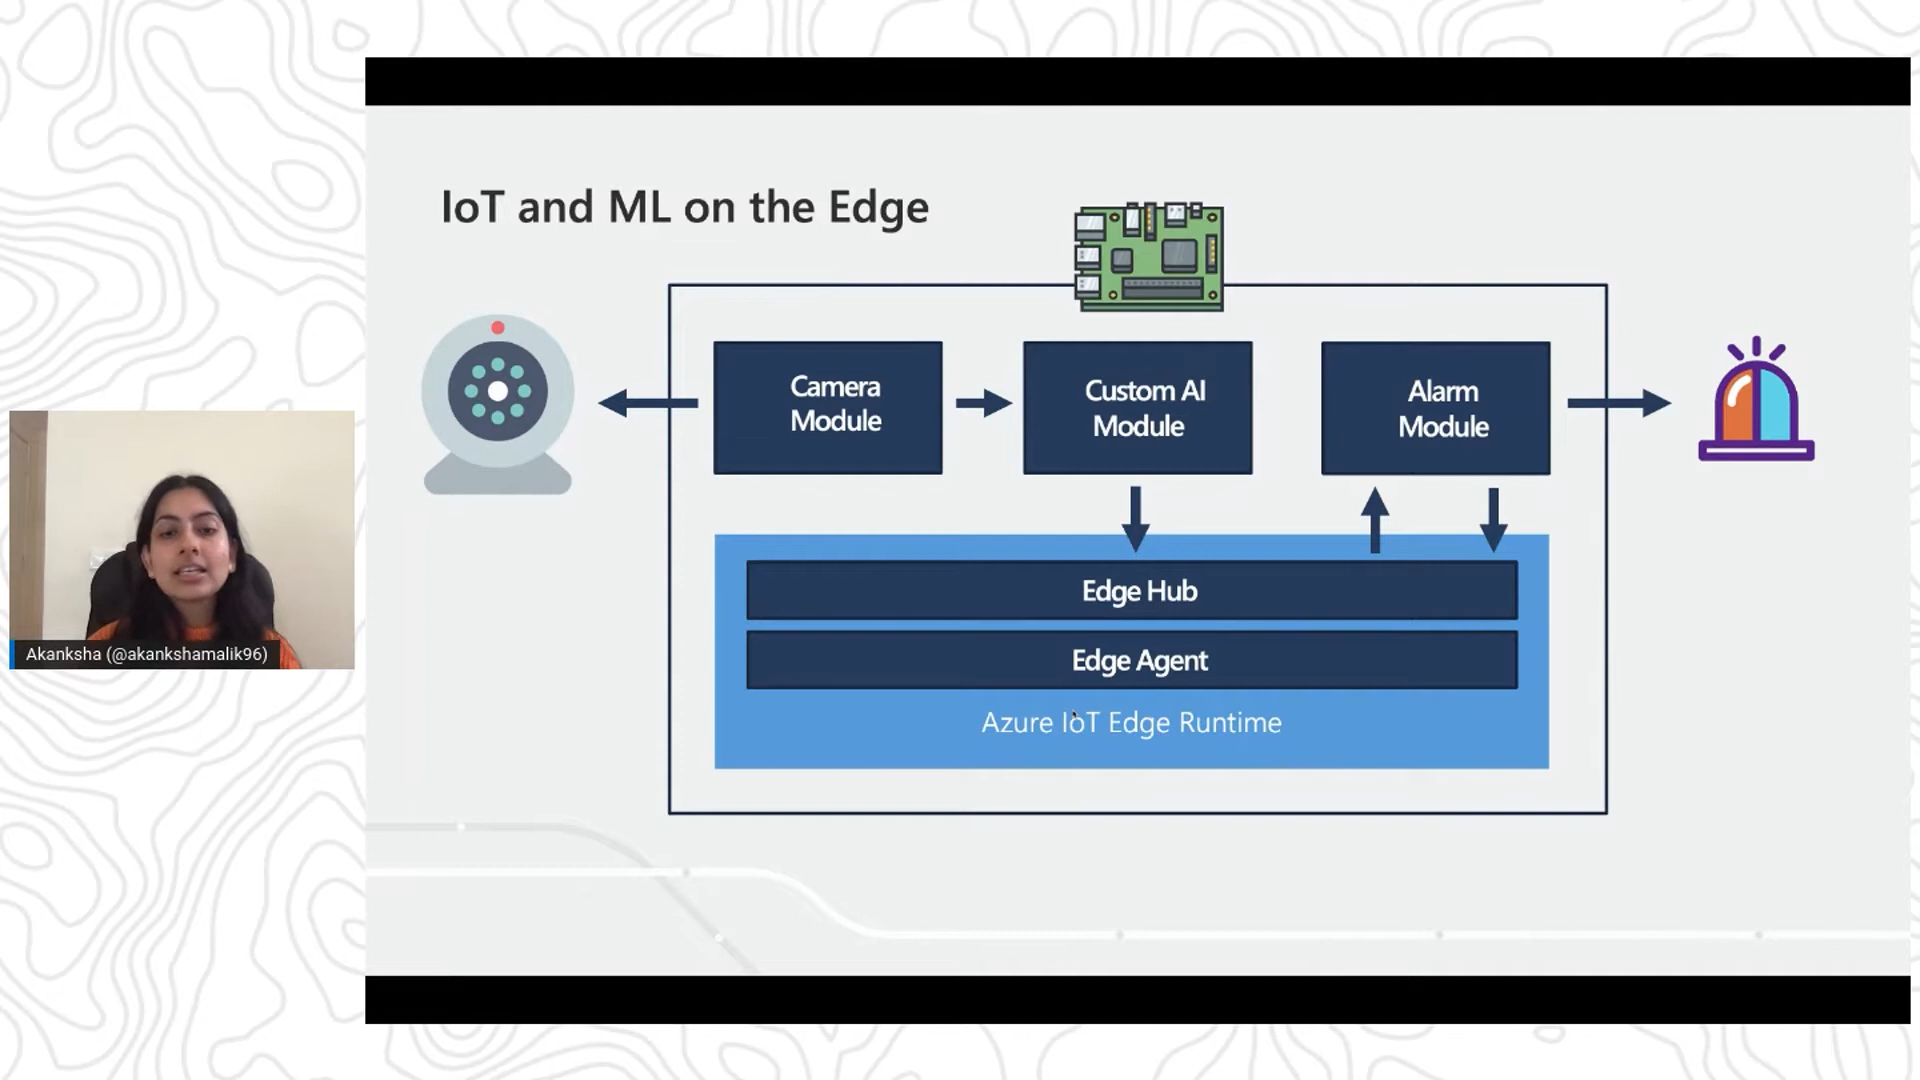 IoT and ML on the Edge
Camera
Module
Custom AI
Module
Alarm
Module
Edge Hub
Edge Agent
Azure IoT Edge Runtime
Akanksha (@akankshamalik96)